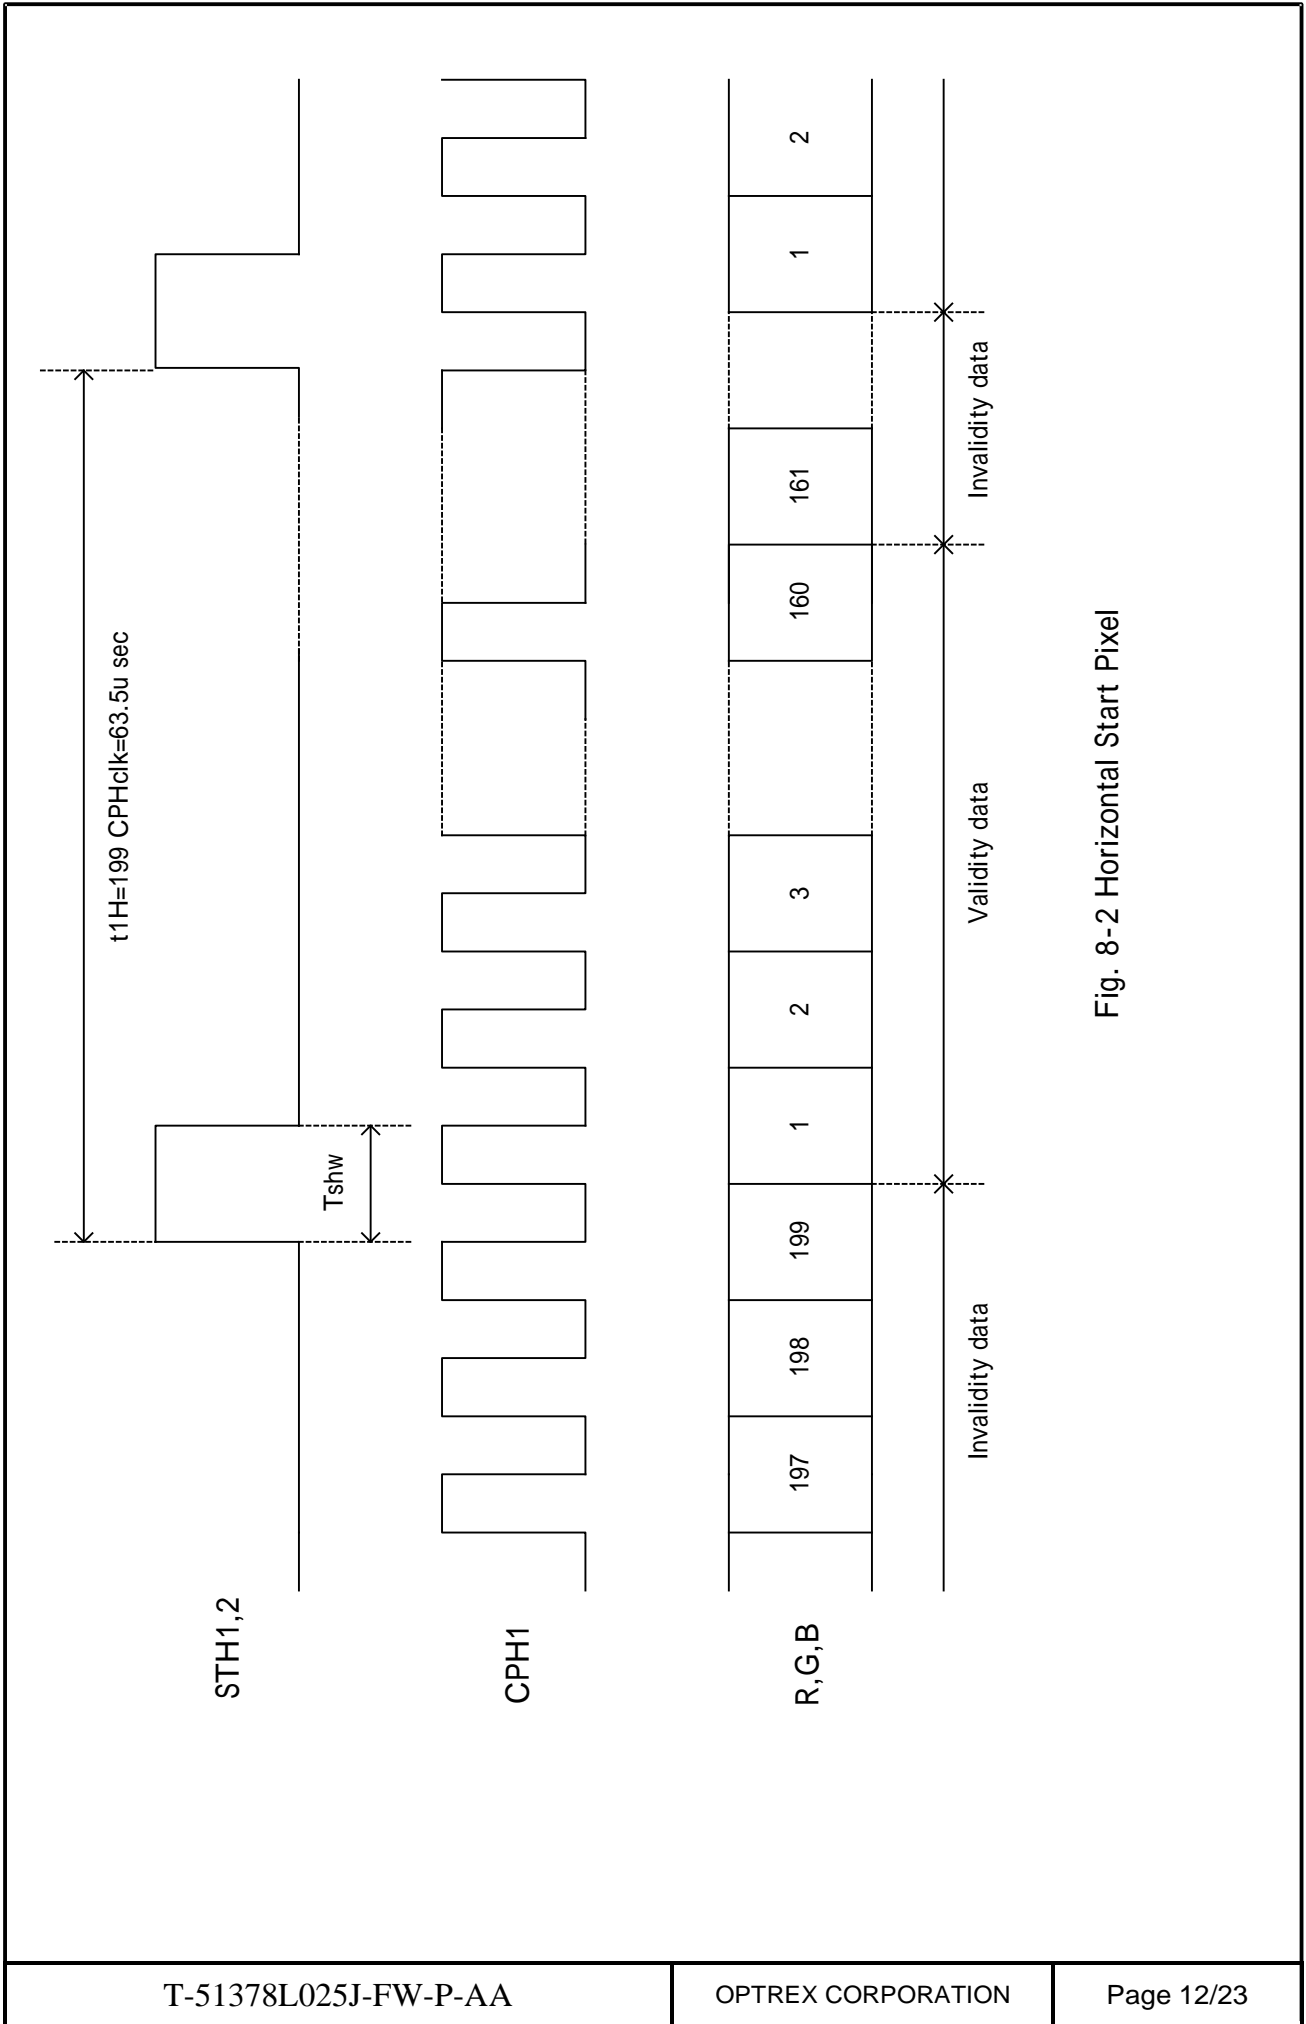 t1H=199 CPHclk=63.5u sec
STH1,2
Tshw
CPH1
R,G,B
197 198 199 1 2 3 160 161 1 2
Invalidity data Validity data Invalidity data
Fig. 8-2 Horizontal Start Pixel
T-51378L025J-FW-P-AA OPTREX CORPORATION Page 12/23